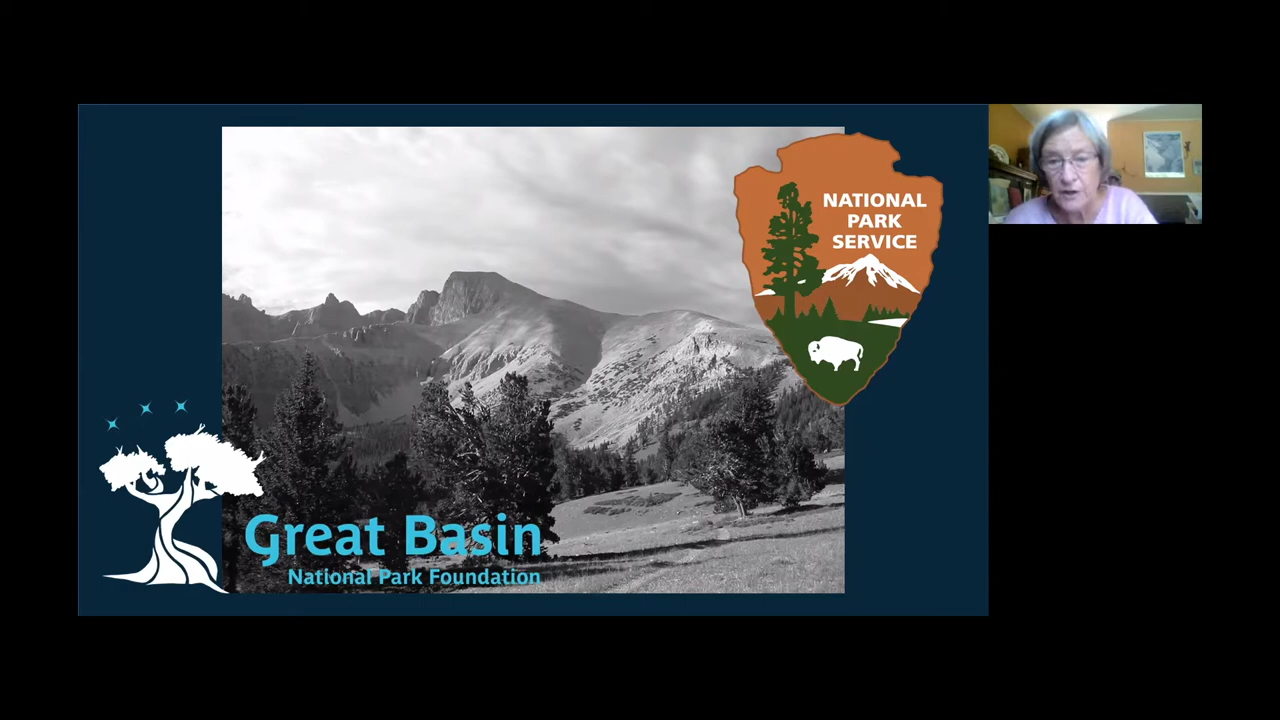 NATIONAL
PARK
SERVICE
Great Basin
National Park Foundation